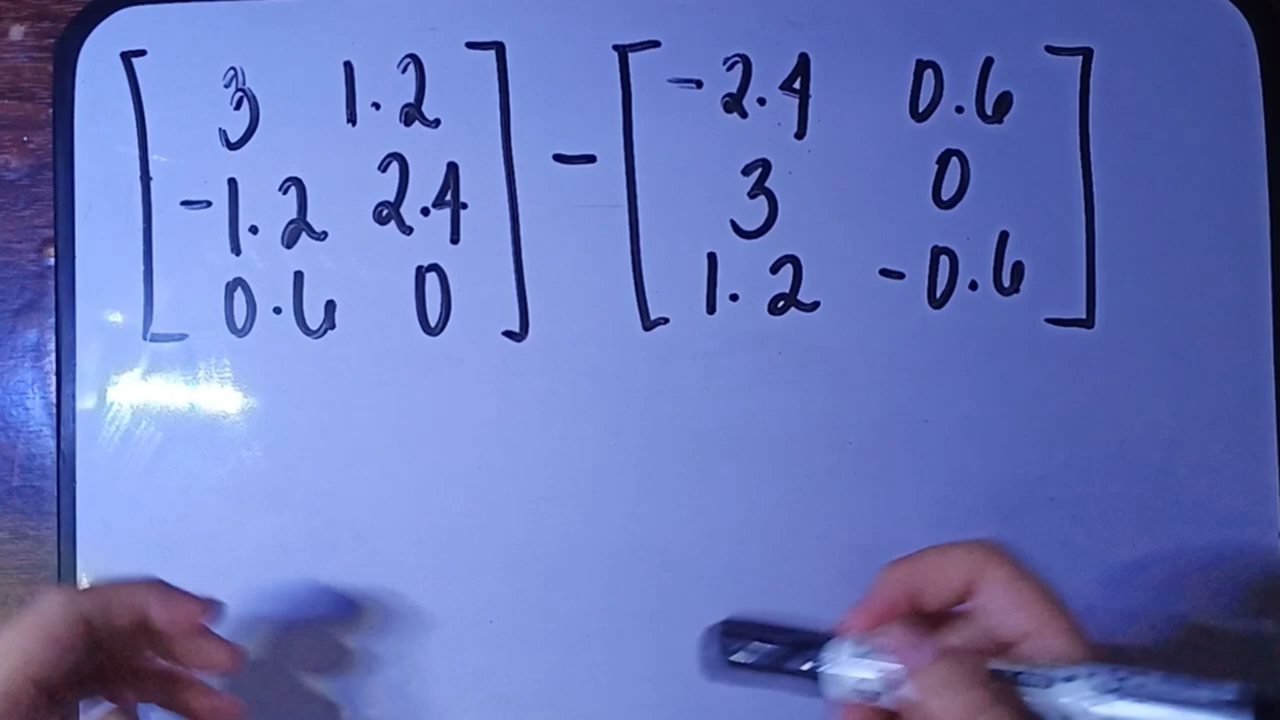 [ 3 1.2 ] - [ -2.4 0.6 ]
[ -1.2 2.4 ] [ 3 0 ]
[ 0.6 0 ] [ 1.2 -0.6 ]